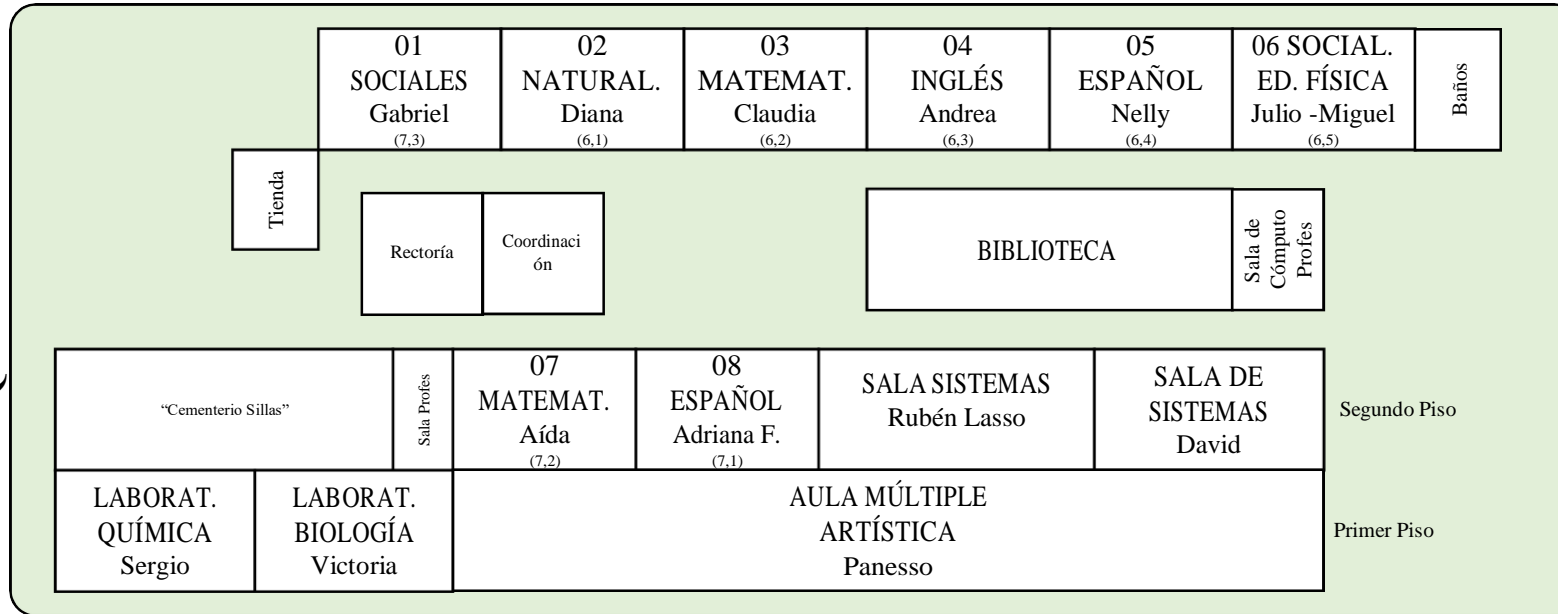 01
SOCIALES
Gabriel
(7,3)
02
NATURAL.
Diana
(6,1)
03
MATEMAT.
Claudia
(6,2)
04
INGLÉS
Andrea
(6,3)
05
ESPAÑOL
Nelly
(6,4)
06 SOCIAL.
ED. FÍSICA
Julio -Miguel
(6,5)
Baños
Tienda
Rectoría
Coordinaci
ón
BIBLIOTECA
Sala de
Cómputo
Profes
“Cementerio Sillas”
Sala Profes
07
MATEMAT.
Aída
(7,2)
08
ESPAÑOL
Adriana F.
(7,1)
SALA SISTEMAS
Rubén Lasso
SALA DE
SISTEMAS
David
Segundo Piso
LABORAT.
QUÍMICA
Sergio
LABORAT.
BIOLOGÍA
Victoria
AULA MÚLTIPLE
ARTÍSTICA
Panesso
Primer Piso